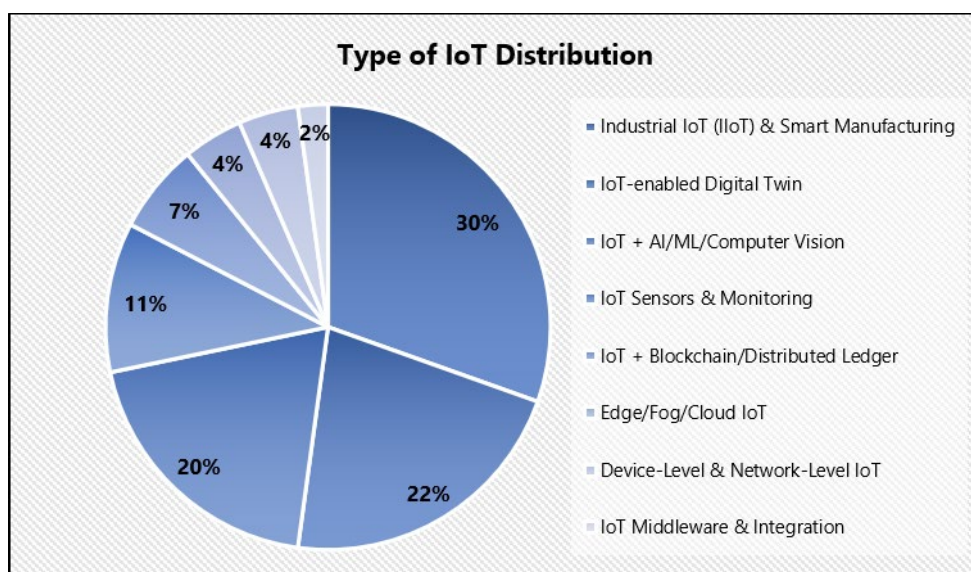 Type of IoT Distribution
30%
22%
20%
11%
7%
4%
4%
2%
Industrial IoT (IIoT) & Smart Manufacturing
IoT-enabled Digital Twin
IoT + AI/ML/Computer Vision
IoT Sensors & Monitoring
IoT + Blockchain/Distributed Ledger
Edge/Fog/Cloud IoT
Device-Level & Network-Level IoT
IoT Middleware & Integration